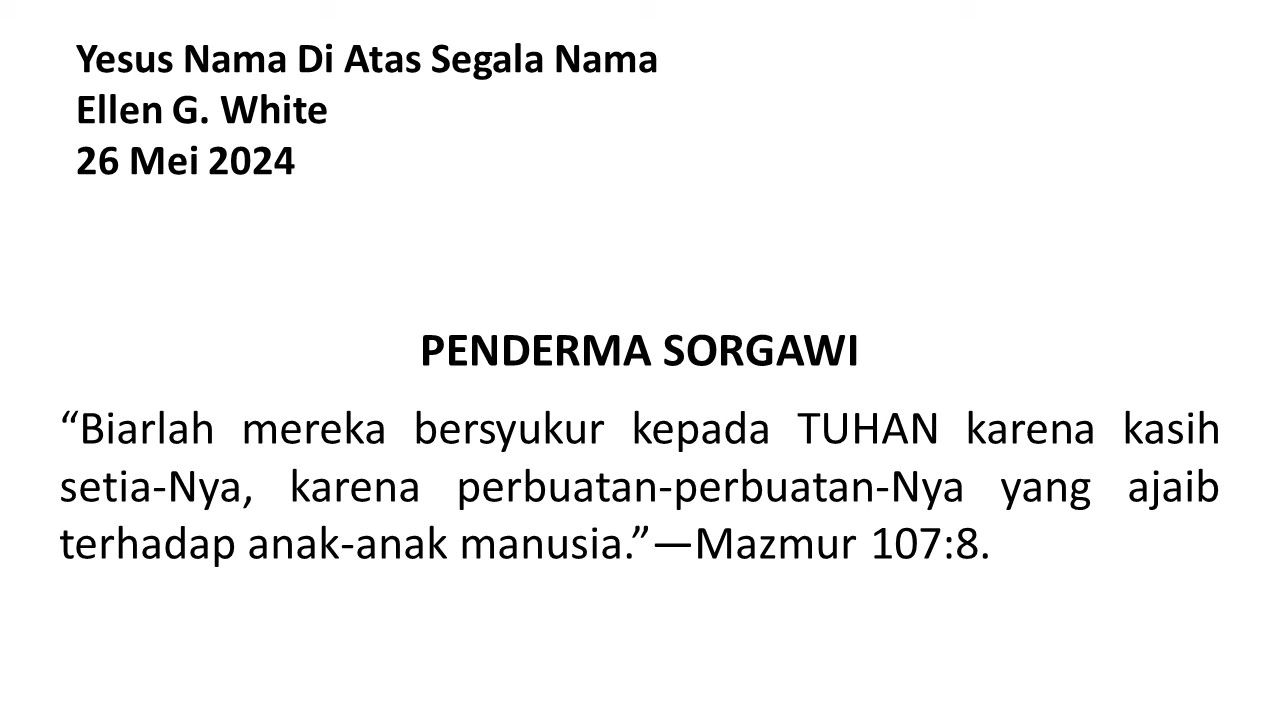 Yesus Nama Di Atas Segala Nama
Ellen G. White
26 Mei 2024
PENDERMA SORGAWI
“Biarlah mereka bersyukur kepada TUHAN karena kasih
setia-Nya, karena perbuatan-perbuatan-Nya yang ajaib
terhadap anak-anak manusia.”—Mazmur 107:8.